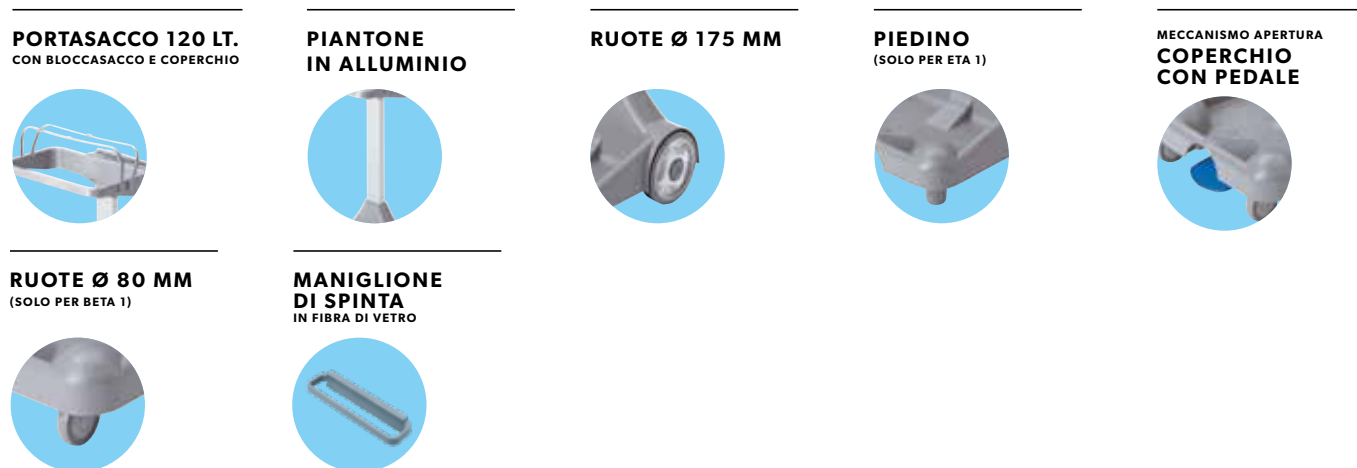 PORTASACCO 120 LT.
CON BLOCCASACCO E COPERCHIO
PIANTONE
IN ALLUMINIO
RUOTE Ø 175 MM
PIEDINO
(SOLO PER ETA 1)
MECCANISMO APERTURA
COPERCHIO
CON PEDALE
RUOTE Ø 80 MM
(SOLO PER BETA 1)
MANIGLIONE
DI SPINTA
IN FIBRA DI VETRO